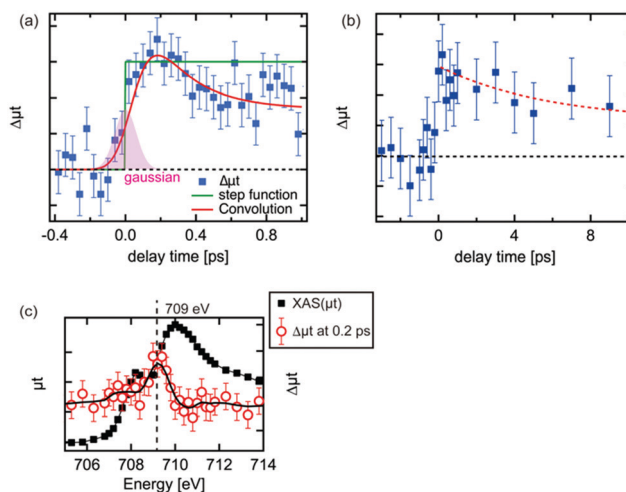 (a)
Δμt
gaussian
Δμt
step function
Convolution
-0.4
0.0
0.4
0.8
delay time [ps]
(b)
Δμt
0
4
8
delay time [ps]
(c)
709 eV
XAS(μt)
Δμt at 0.2 ps
μt
Δμt
706
708
710
712
714
Energy [eV]